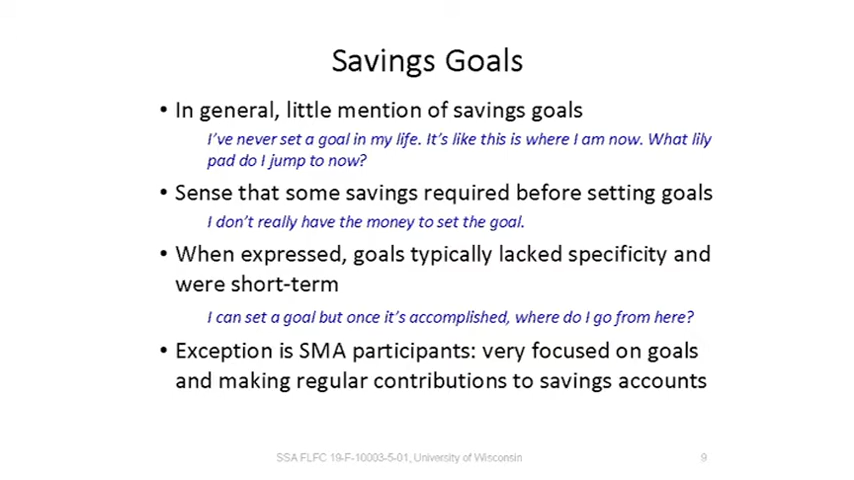 Savings Goals
• In general, little mention of savings goals
I've never set a goal in my life. It's like this is where I am now. What lily
pad do I jump to now?
• Sense that some savings required before setting goals
I don't really have the money to set the goal.
• When expressed, goals typically lacked specificity and
were short-term
I can set a goal but once it's accomplished, where do I go from here?
• Exception is SMA participants: very focused on goals
and making regular contributions to savings accounts
SSA FLFC 19-F-10003-5-01, University of Wisconsin
9